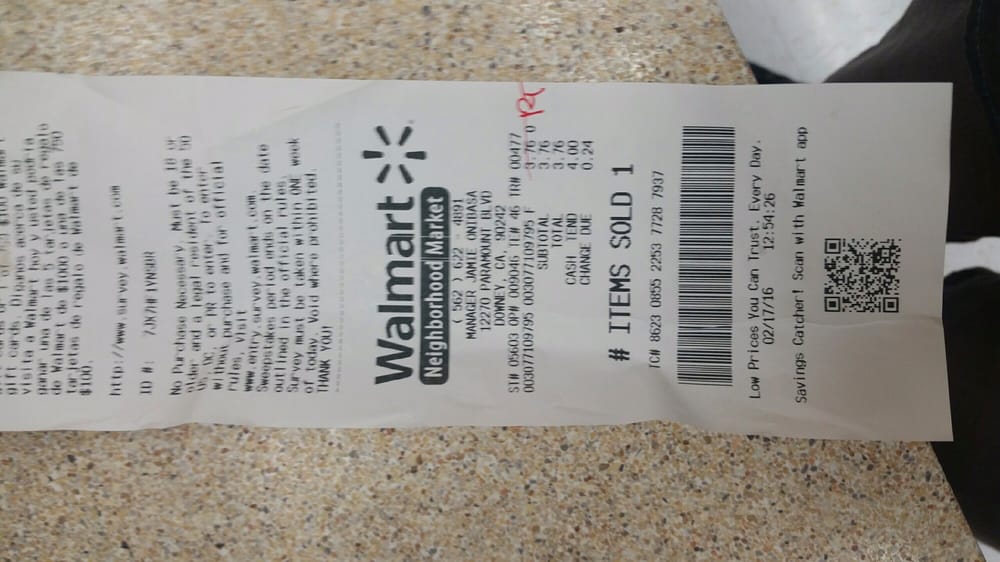 gift cards. Díganos acerca de su
visita a Walmart hoy y usted podría
ganar una de las 5 tarjetas de regalo
de Walmart de $1000 o una de las 750
tarjetas de regalo de Walmart de
$100.
http://www.survey.walmart.com
ID #:
No Purchase Necessary. Must be 18 or
older and a legal resident of the 50
US, DC, or PR to enter. To enter
without purchase and for official
rules, visit
www.entry.survey.walmart.com.
Sweepstakes period ends on the date
outlined in the official rules.
Survey must be taken within ONE week
of today. Void where prohibited.
THANK YOU!
Walmart
Neighborhood Market
( 562 ) 622 - 4891
MANAGER JAMIE ONIBASA
12270 PARAMOUNT BLVD
DOWNEY, CA, 90242
ST# 05603 OP# 009046 TE# 46 TR# 00477
003077109795 003077109795 F 3.76 O
SUBTOTAL 3.76
TOTAL 3.76
CASH TEND 4.00
CHANGE DUE 0.24
# ITEMS SOLD 1
TC# 8623 0855 2253 7728 7937
Low Prices You Can Trust. Every Day.
02/17/16 12:54:26
Savings Catcher! Scan with Walmart app